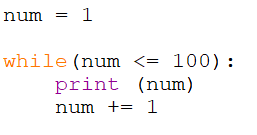 num = 1
while(num <= 100):
    print (num)
    num += 1